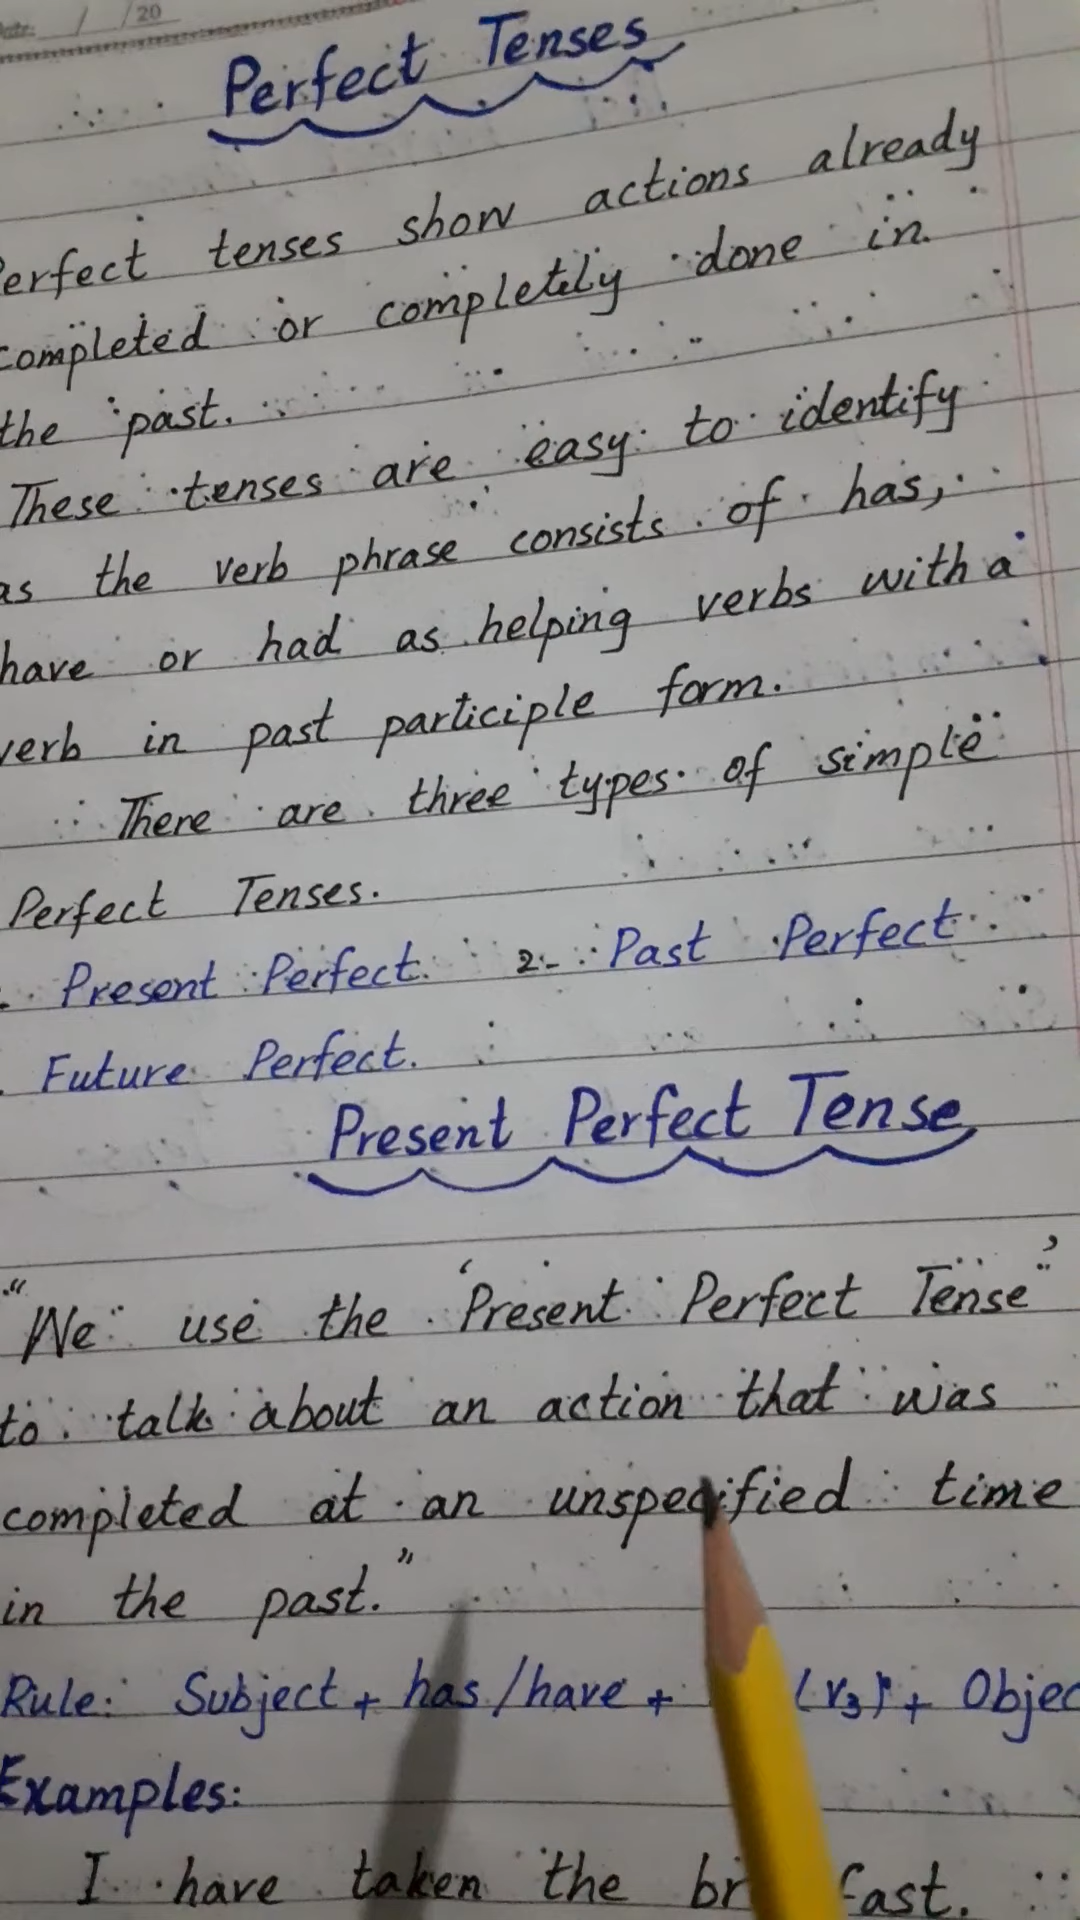 Date: / /20
Perfect Tenses
Perfect tenses show actions already
completed or completely done in
the past.
These tenses are easy to identify
as the verb phrase consists of has,
have or had as helping verbs with a
verb in past participle form.
There are three types of simple
Perfect Tenses.
. Present Perfect. 2. Past Perfect
. Future Perfect.
Present Perfect Tense
"We use the 'Present Perfect Tense'
to talk about an action that was
completed at an unspecified time
in the past."
Rule: Subject + has/have + (V3) + Objec
Examples:
I have taken the br fast.